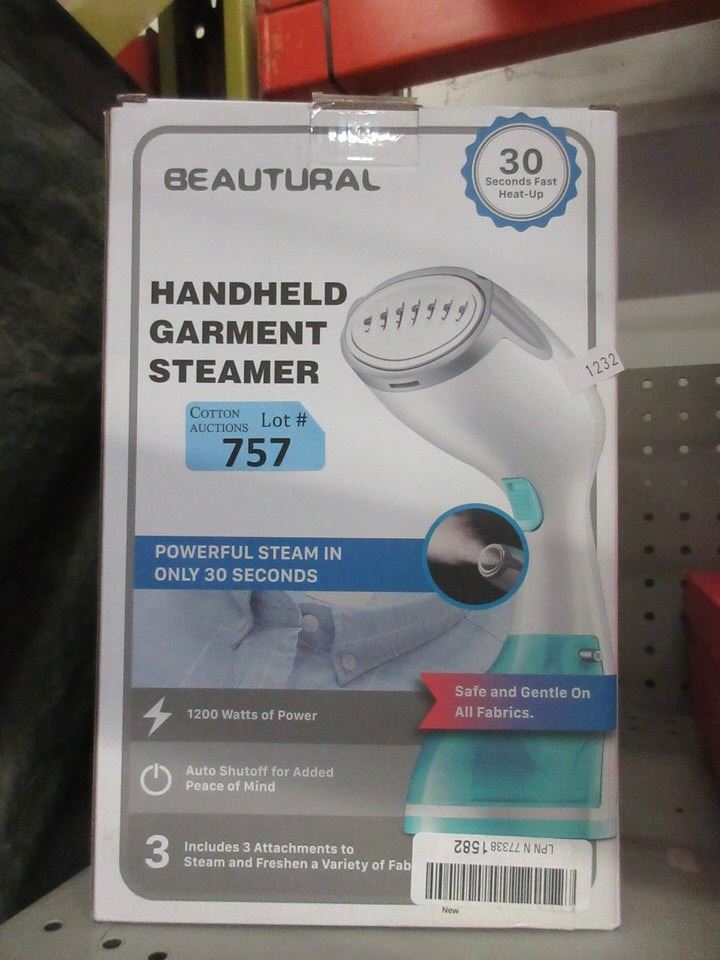 BEAUTURAL
30
Seconds Fast
Heat-Up
HANDHELD
GARMENT
STEAMER
1232
COTTON
AUCTIONS
Lot #
757
POWERFUL STEAM IN
ONLY 30 SECONDS
Safe and Gentle On
All Fabrics.
1200 Watts of Power
Auto Shutoff for Added
Peace of Mind
3
Includes 3 Attachments to
Steam and Freshen a Variety of Fab
LPN N 77338 1582
New